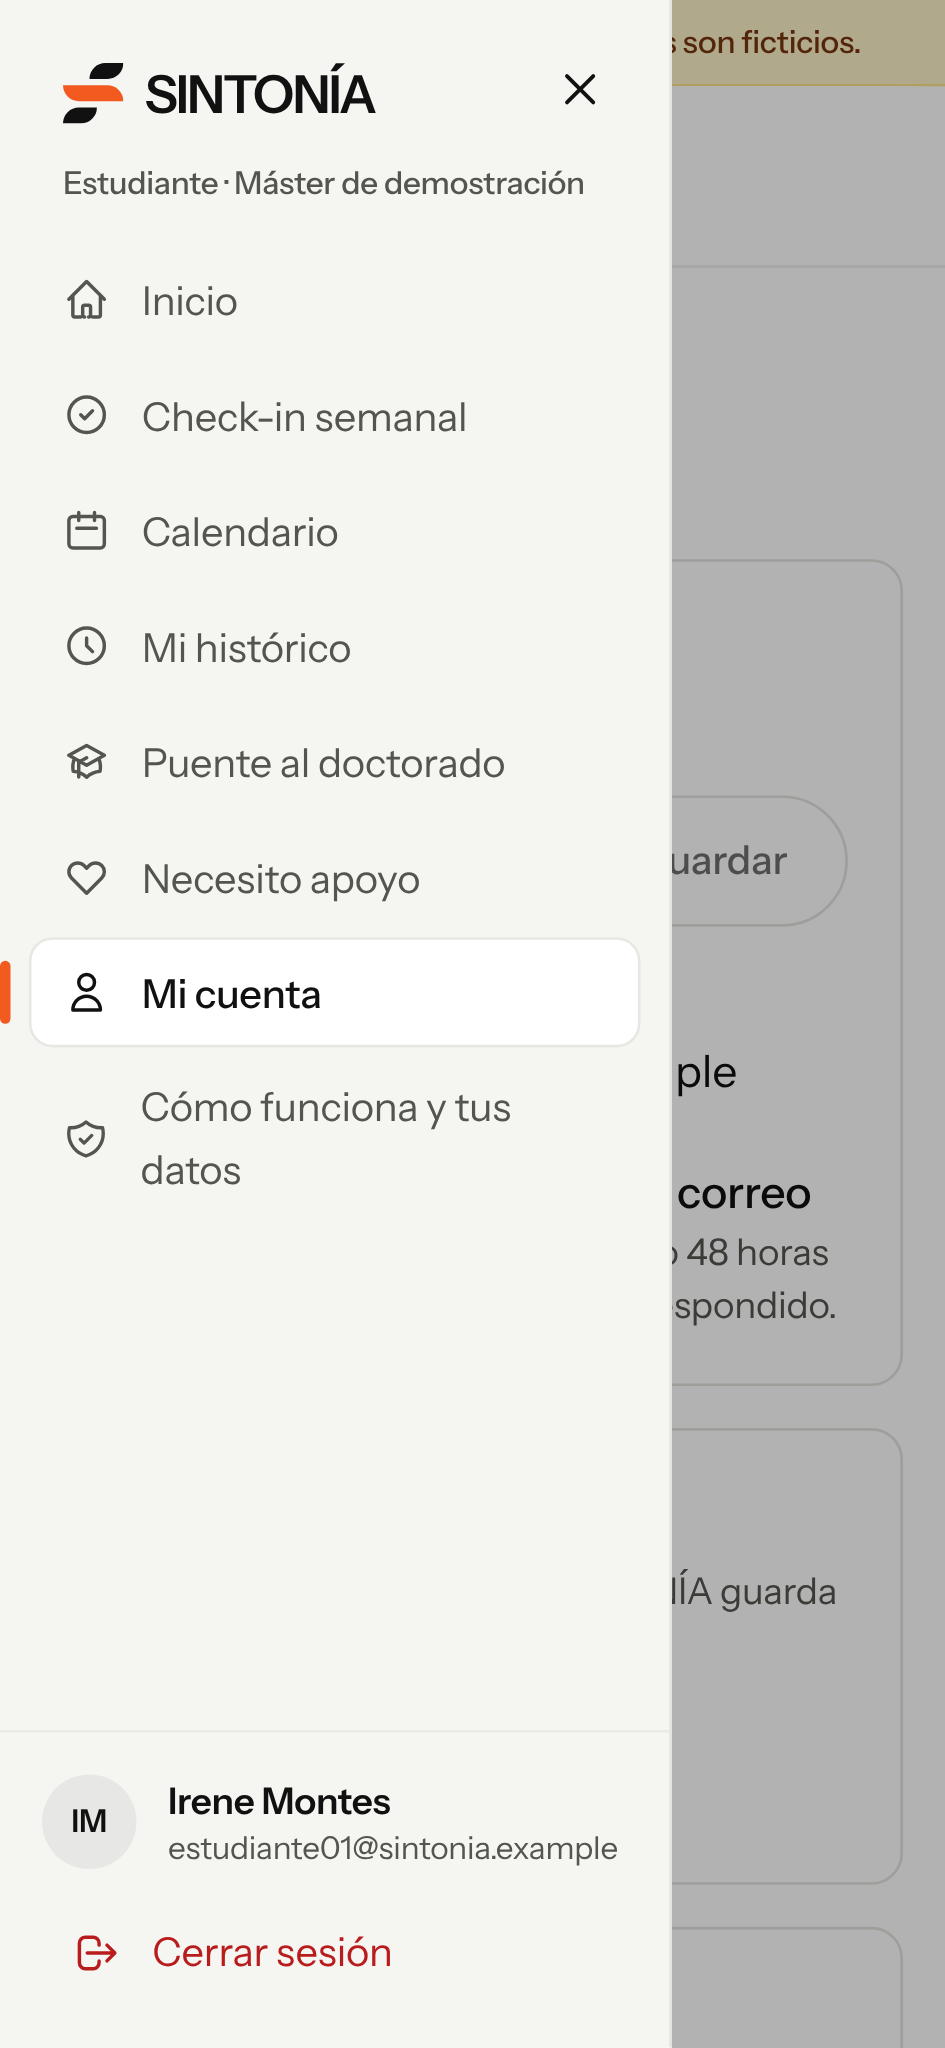 SINTONÍA
Estudiante · Máster de demostración
Inicio
Check-in semanal
Calendario
Mi histórico
Puente al doctorado
Necesito apoyo
Mi cuenta
Cómo funciona y tus
datos
Irene Montes
IM
estudiante01@sintonia.example
Cerrar sesión
son ficticios.
uardar
ple
correo
48 horas
spondido.
ÍA guarda